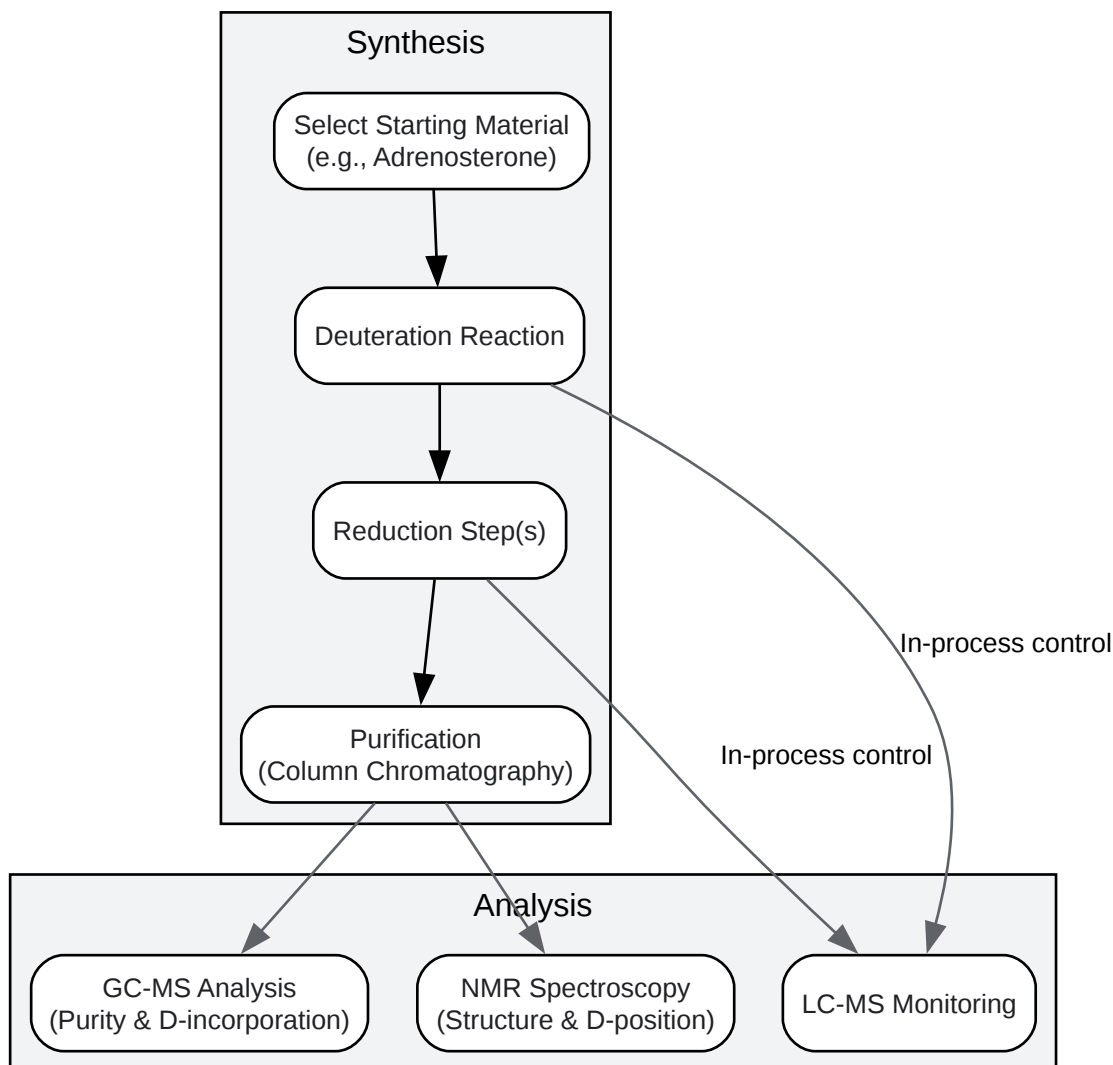 Synthesis
Select Starting Material
(e.g., Adrenosterone)
Deuteration Reaction
Reduction Step(s)
In-process control
Purification
(Column Chromatography)
In-process control
Analysis
GC-MS Analysis
(Purity & D-incorporation)
NMR Spectroscopy
(Structure & D-position)
LC-MS Monitoring